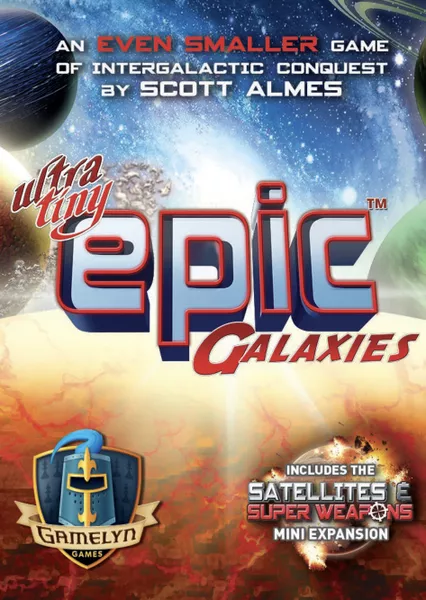 AN EVEN SMALLER GAME
OF INTERGALACTIC CONQUEST
BY SCOTT ALMES
ultra
tiny
epic™
GALAXIES
GAMELYN
GAMES
INCLUDES THE
SATELLITES &
SUPER WEAPONS
MINI EXPANSION